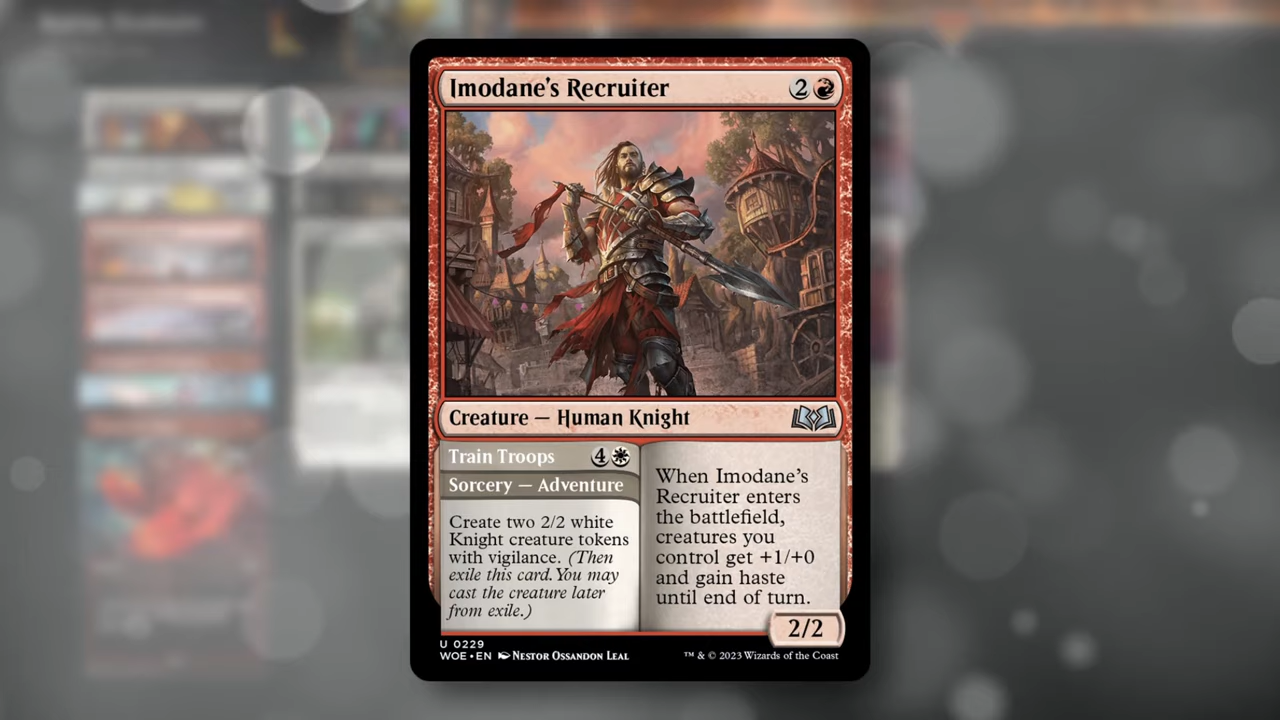 Imodane's Recruiter 2
Creature — Human Knight
Train Troops 4
Sorcery — Adventure
Create two 2/2 white
Knight creature tokens
with vigilance. (Then
exile this card. You may
cast the creature later
from exile.)
When Imodane's
Recruiter enters
the battlefield,
creatures you
control get +1/+0
and gain haste
until end of turn.
2/2
U 0229
WOE • EN Nestor Ossandon Leal
™ & © 2023 Wizards of the Coast